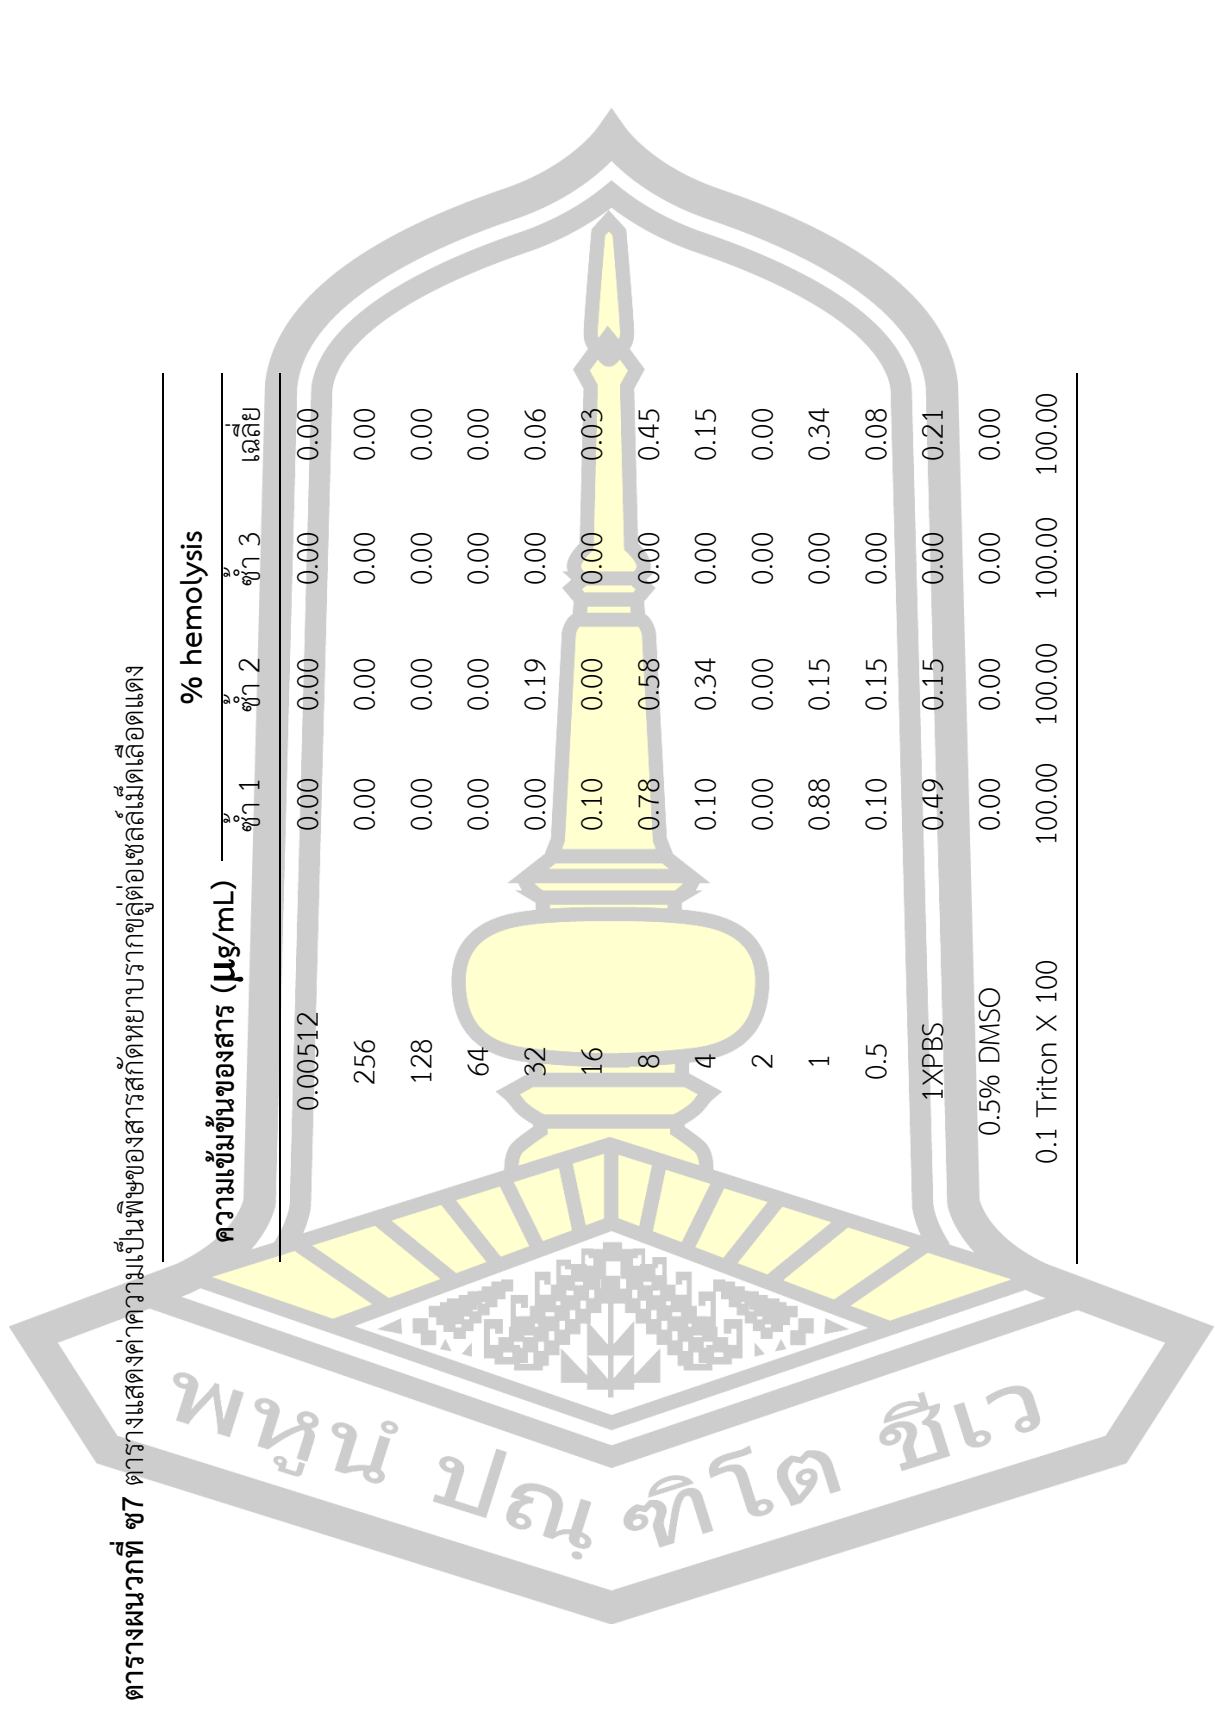 ตารางผนวกที่ ซ7 ตารางแสดงค่าความเป็นพิษของสารสกัดหยาบรากขลู่ต่อเซลล์เม็ดเลือดแดง
ความเข้มข้นของสาร (µg/mL) % hemolysis
ซ้ำ 1 ซ้ำ 2 ซ้ำ 3 เฉลี่ย
0.00512 0.00 0.00 0.00 0.00
256 0.00 0.00 0.00 0.00
128 0.00 0.00 0.00 0.00
64 0.00 0.00 0.00 0.00
32 0.00 0.19 0.00 0.06
16 0.10 0.00 0.00 0.03
8 0.78 0.58 0.00 0.45
4 0.10 0.34 0.00 0.15
2 0.00 0.00 0.00 0.00
1 0.88 0.15 0.00 0.34
0.5 0.10 0.15 0.00 0.08
1XPBS 0.49 0.15 0.00 0.21
0.5% DMSO 0.00 0.00 0.00 0.00
0.1 Triton X 100 100.00 100.00 100.00 100.00
พหูนํ ปณฺฑิโต ชีเว